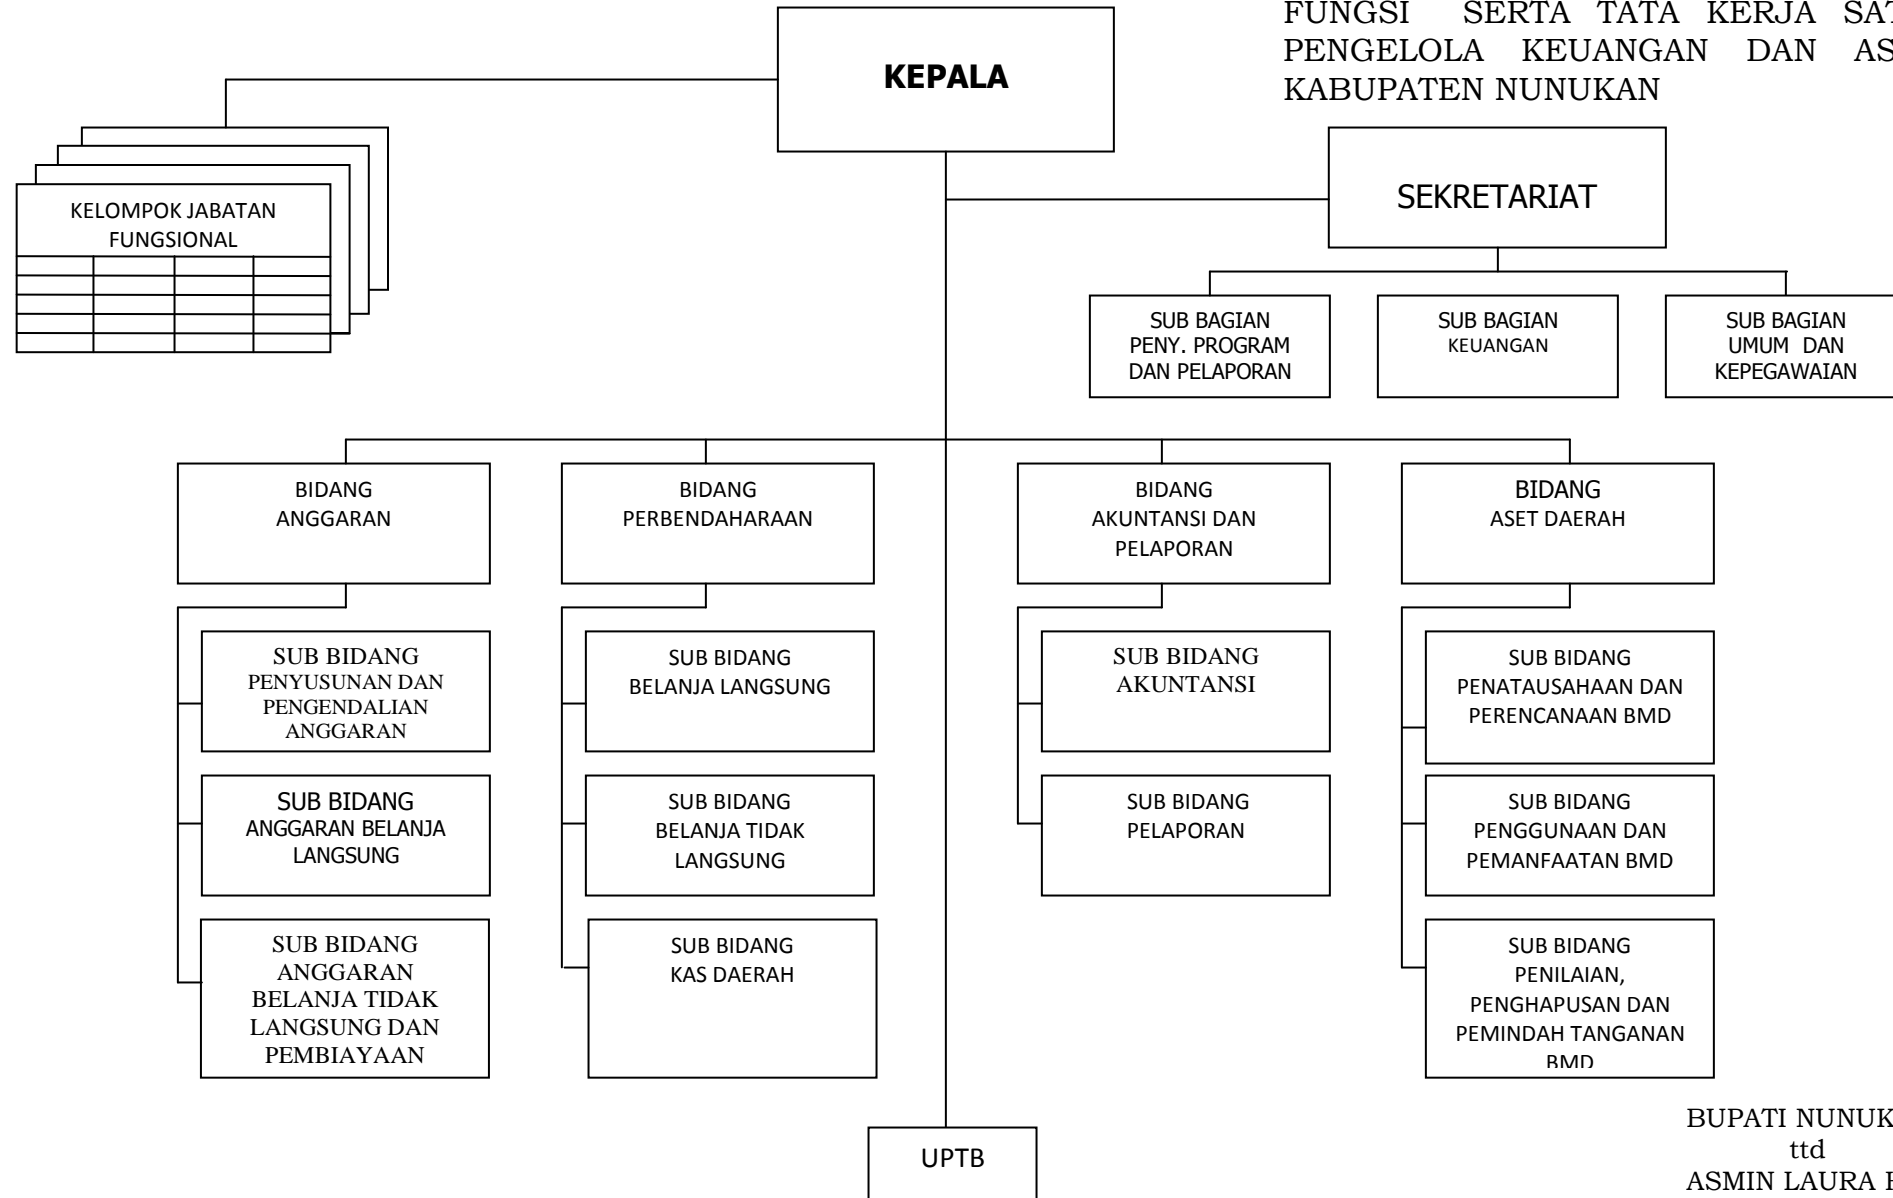 FUNGSI SERTA TATA KERJA
PENGELOLA KEUANGAN DAN
KABUPATEN NUNUKAN
KEPALA
KELOMPOK JABATAN
FUNGSIONAL
SEKRETARIAT
SUB BAGIAN
PENY. PROGRAM
DAN PELAPORAN
SUB BAGIAN
KEUANGAN
SUB BAGIAN
UMUM DAN
KEPEGAWAIAN
BIDANG
ANGGARAN
BIDANG
PERBENDAHARAAN
BIDANG
AKUNTANSI DAN
PELAPORAN
BIDANG
ASET DAERAH
SUB BIDANG
PENYUSUNAN DAN
PENGENDALIAN
ANGGARAN
SUB BIDANG
ANGGARAN BELANJA
LANGSUNG
SUB BIDANG
ANGGARAN
BELANJA TIDAK
LANGSUNG DAN
PEMBIAYAAN
SUB BIDANG
BELANJA LANGSUNG
SUB BIDANG
BELANJA TIDAK
LANGSUNG
SUB BIDANG
KAS DAERAH
SUB BIDANG
AKUNTANSI
SUB BIDANG
PELAPORAN
SUB BIDANG
PENATAUSAHAAN DAN
PERENCANAAN BMD
SUB BIDANG
PENGGUNAAN DAN
PEMANFAATAN BMD
SUB BIDANG
PENILAIAN,
PENGHAPUSAN DAN
PEMINDAH TANGANAN
BMD
UPTB
BUPATI
ttd
ASMIN LAURA